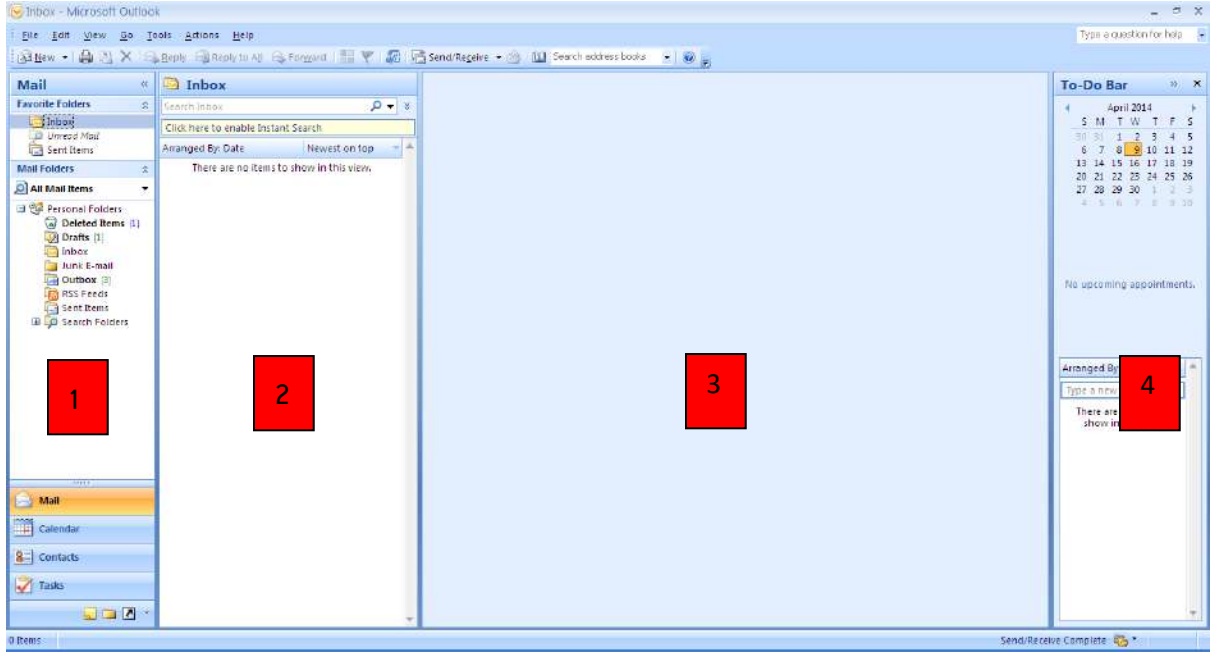 Inbox - Microsoft Outlook
File Edit View Go Tools Actions Help
Type a question for help
New Reply Reply to All Forward Send/Receive Search address books
Mail
Favorite Folders
Inbox
Unread Mail
Sent Items
Mail Folders
All Mail Items
Personal Folders
Deleted Items (1)
Drafts [1]
Inbox
Junk E-mail
Outbox [3]
RSS Feeds
Sent Items
Search Folders
1
Mail
Calendar
Contacts
Tasks
Inbox
Search Inbox
Click here to enable Instant Search
Arranged By: Date Newest on top
There are no items to show in this view.
2
3
To-Do Bar
April 2014
S M T W T F S
30 31 1 2 3 4 5
6 7 8 9 10 11 12
13 14 15 16 17 18 19
20 21 22 23 24 25 26
27 28 29 30 1 2 3
4 5 6 7 8 9 10
No upcoming appointments.
Arranged By
Type a new
There are
show in
4
0 Items
Send/Receive Complete